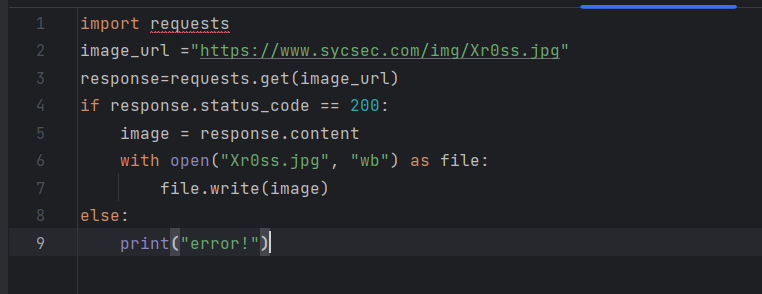 1 import requests
2 image_url ="https://www.sycsec.com/img/Xr0ss.jpg"
3 response=requests.get(image_url)
4 if response.status_code == 200:
5     image = response.content
6     with open("Xr0ss.jpg", "wb") as file:
7         file.write(image)
8 else:
9     print("error!")